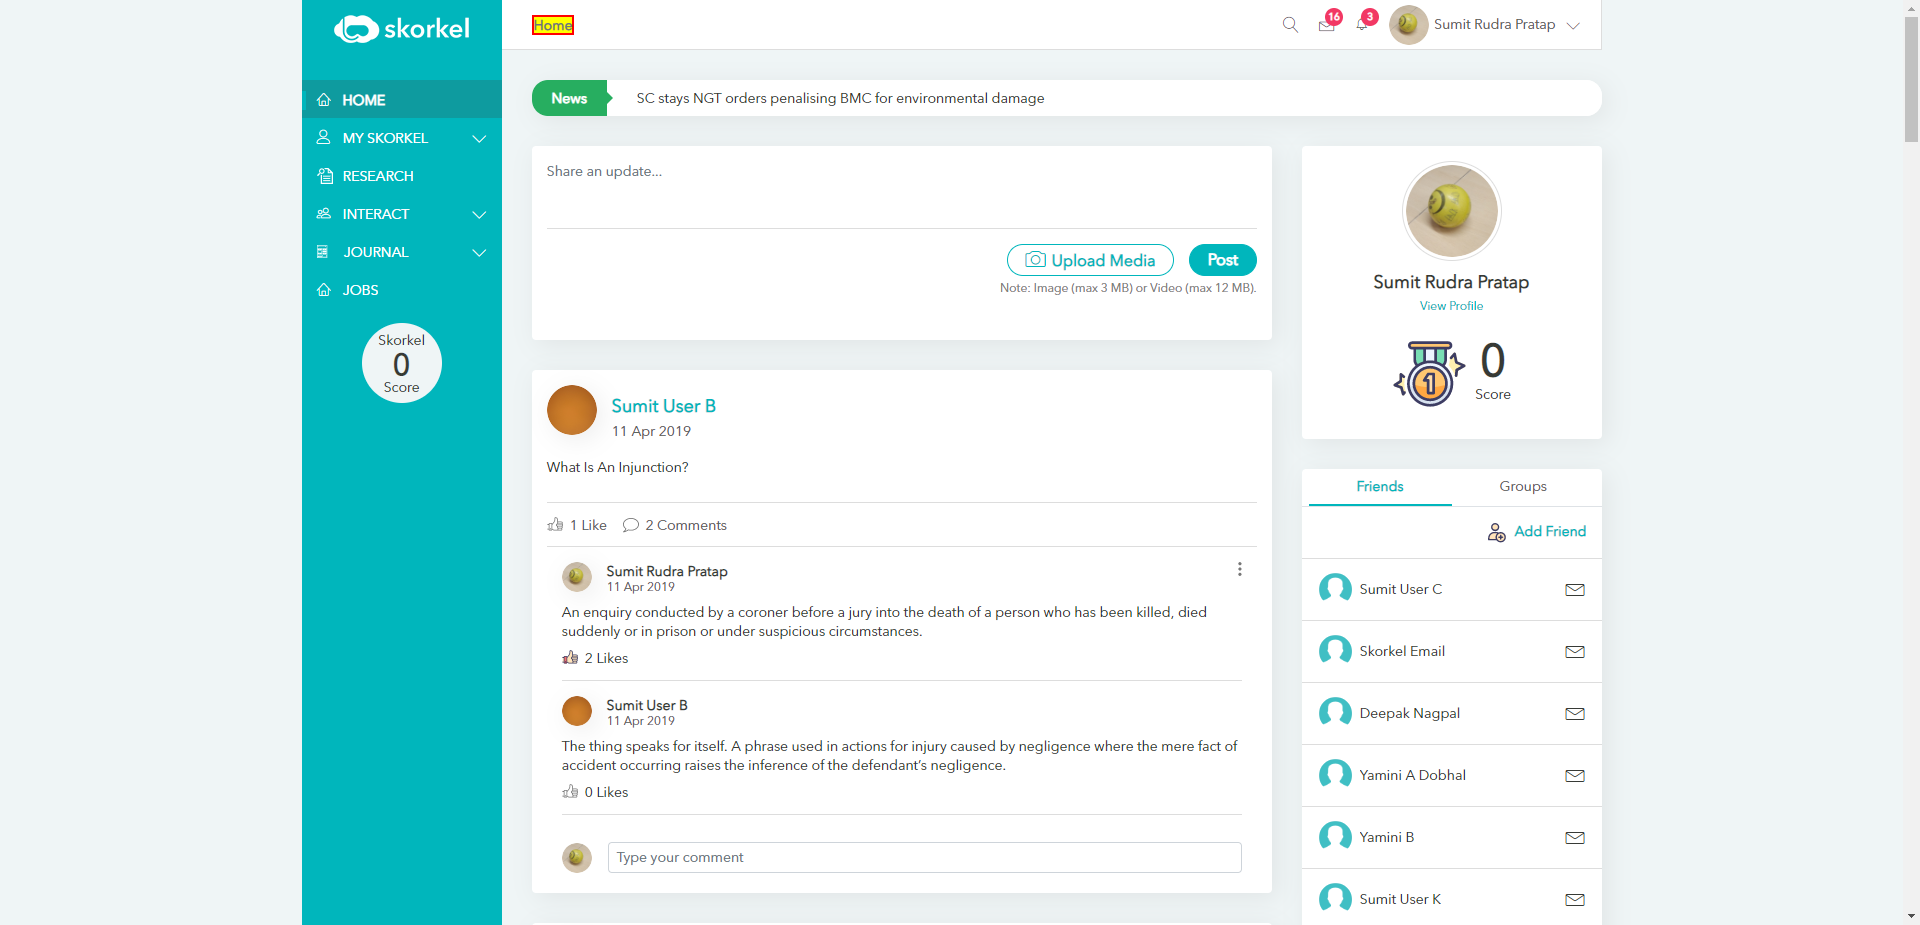 skorkel
Home
16
3
Sumit Rudra Pratap
HOME
MY SKORKEL
RESEARCH
INTERACT
JOURNAL
JOBS
Skorkel
0
Score
News
SC stays NGT orders penalising BMC for environmental damage
Share an update...
Upload Media
Post
Note: Image (max 3 MB) or Video (max 12 MB).
Sumit User B
11 Apr 2019
What Is An Injunction?
1 Like
2 Comments
Sumit Rudra Pratap
11 Apr 2019
An enquiry conducted by a coroner before a jury into the death of a person who has been killed, died
suddenly or in prison or under suspicious circumstances.
2 Likes
Sumit User B
11 Apr 2019
The thing speaks for itself. A phrase used in actions for injury caused by negligence where the mere fact of
accident occurring raises the inference of the defendant’s negligence.
0 Likes
Type your comment
Sumit Rudra Pratap
View Profile
1
0
Score
Friends
Groups
Add Friend
Sumit User C
Skorkel Email
Deepak Nagpal
Yamini A Dobhal
Yamini B
Sumit User K